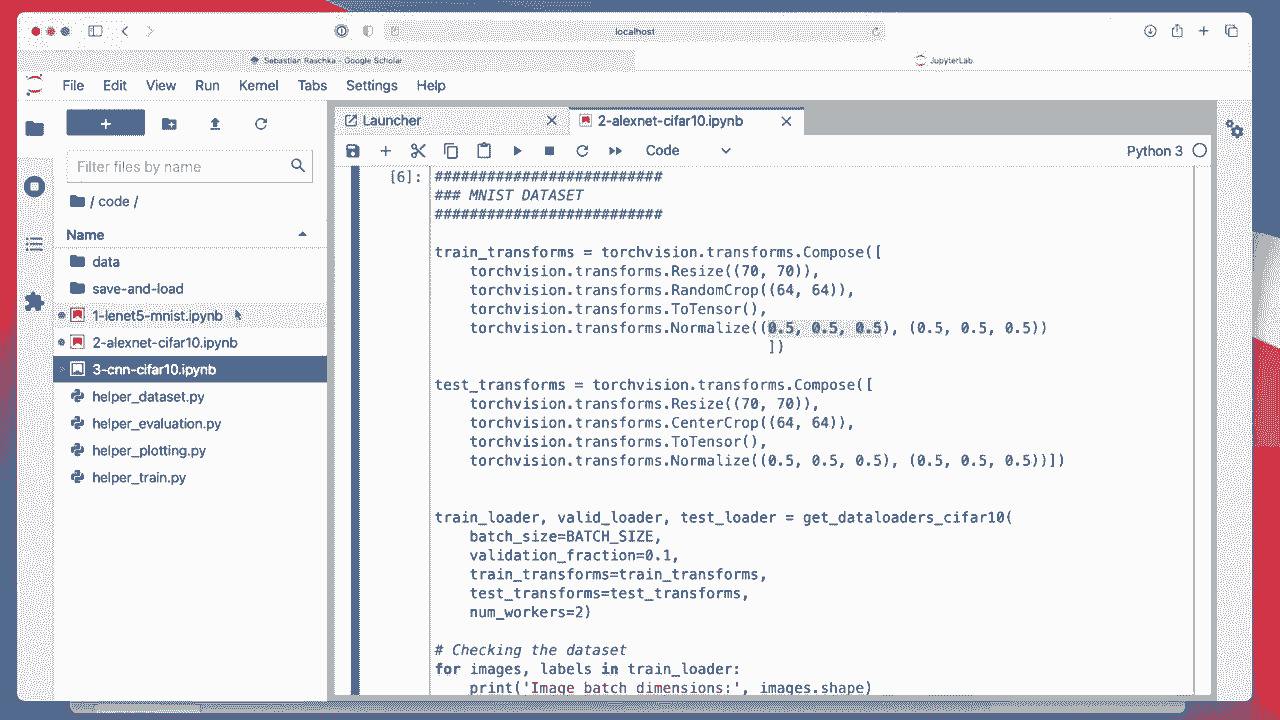 localhost
Sebastian Raschka - Google Scholar
JupyterLab
File Edit View Run Kernel Tabs Settings Help
Launcher
2-alexnet-cifar10.ipynb
Code
Python 3
Filter files by name
/ code /
Name
data
save-and-load
1-lenet5-mnist.ipynb
2-alexnet-cifar10.ipynb
3-cnn-cifar10.ipynb
helper_dataset.py
helper_evaluation.py
helper_plotting.py
helper_train.py
[6]: ##########################
### MNIST DATASET
##########################
train_transforms = torchvision.transforms.Compose([
    torchvision.transforms.Resize((70, 70)),
    torchvision.transforms.RandomCrop((64, 64)),
    torchvision.transforms.ToTensor(),
    torchvision.transforms.Normalize((0.5, 0.5, 0.5), (0.5, 0.5, 0.5))
])
test_transforms = torchvision.transforms.Compose([
    torchvision.transforms.Resize((70, 70)),
    torchvision.transforms.CenterCrop((64, 64)),
    torchvision.transforms.ToTensor(),
    torchvision.transforms.Normalize((0.5, 0.5, 0.5), (0.5, 0.5, 0.5))])
train_loader, valid_loader, test_loader = get_dataloaders_cifar10(
    batch_size=BATCH_SIZE,
    validation_fraction=0.1,
    train_transforms=train_transforms,
    test_transforms=test_transforms,
    num_workers=2)
# Checking the dataset
for images, labels in train_loader:
    print('Image batch dimensions:', images.shape)